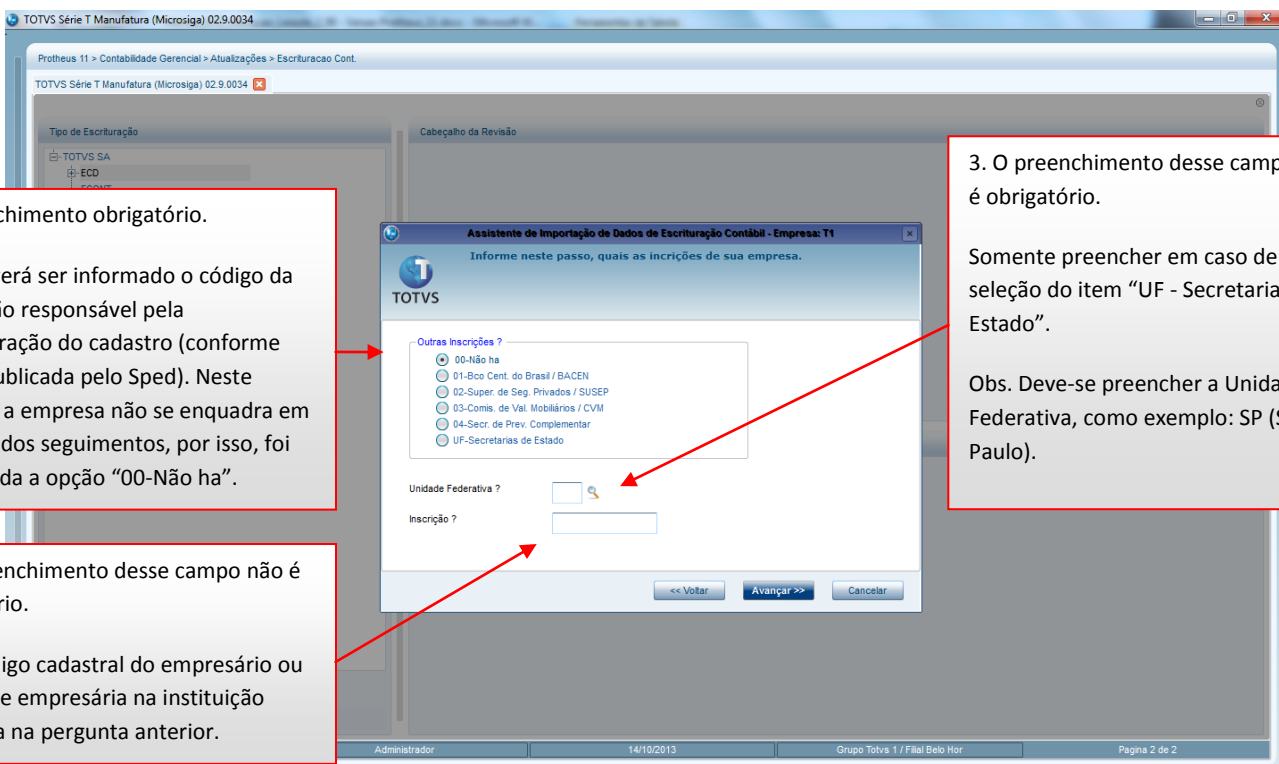 TOTVS Série T Manufatura (Microsiga) 02.9.0034
Protheus 11 > Contabilidade Gerencial > Atualizações > Escrituracao Cont.
TOTVS Série T Manufatura (Microsiga) 02.9.0034
Tipo de Escrituração
Cabeçalho da Revisão
TOTVS SA
ECD
chimento obrigatório.
erá ser informado o código da
ão responsável pela
ração do cadastro (conforme
ublicada pelo Sped). Neste
a empresa não se enquadra em
dos seguimentos, por isso, foi
da a opção “00-Não ha”.
enchimento desse campo não é
rio.
igo cadastral do empresário ou
e empresária na instituição
a na pergunta anterior.
Assistente de Importação de Dados de Escrituração Contábil - Empresa: T1
Informe neste passo, quais as incrições de sua empresa.
TOTVS
Outras Inscrições ?
00-Não ha
01-Bco Cent. do Brasil / BACEN
02-Super. de Seg. Privados / SUSEP
03-Comis. de Val. Mobiliários / CVM
04-Secr. de Prev. Complementar
UF-Secretarias de Estado
Unidade Federativa ?
Inscrição ?
<< Voltar
Avançar >>
Cancelar
3. O preenchimento desse camp
é obrigatório.
Somente preencher em caso de
seleção do item “UF - Secretaria
Estado”.
Obs. Deve-se preencher a Unida
Federativa, como exemplo: SP (S
Paulo).
Administrador
14/10/2013
Grupo Totvs 1 / Filial Belo Hor
Pagina 2 de 2